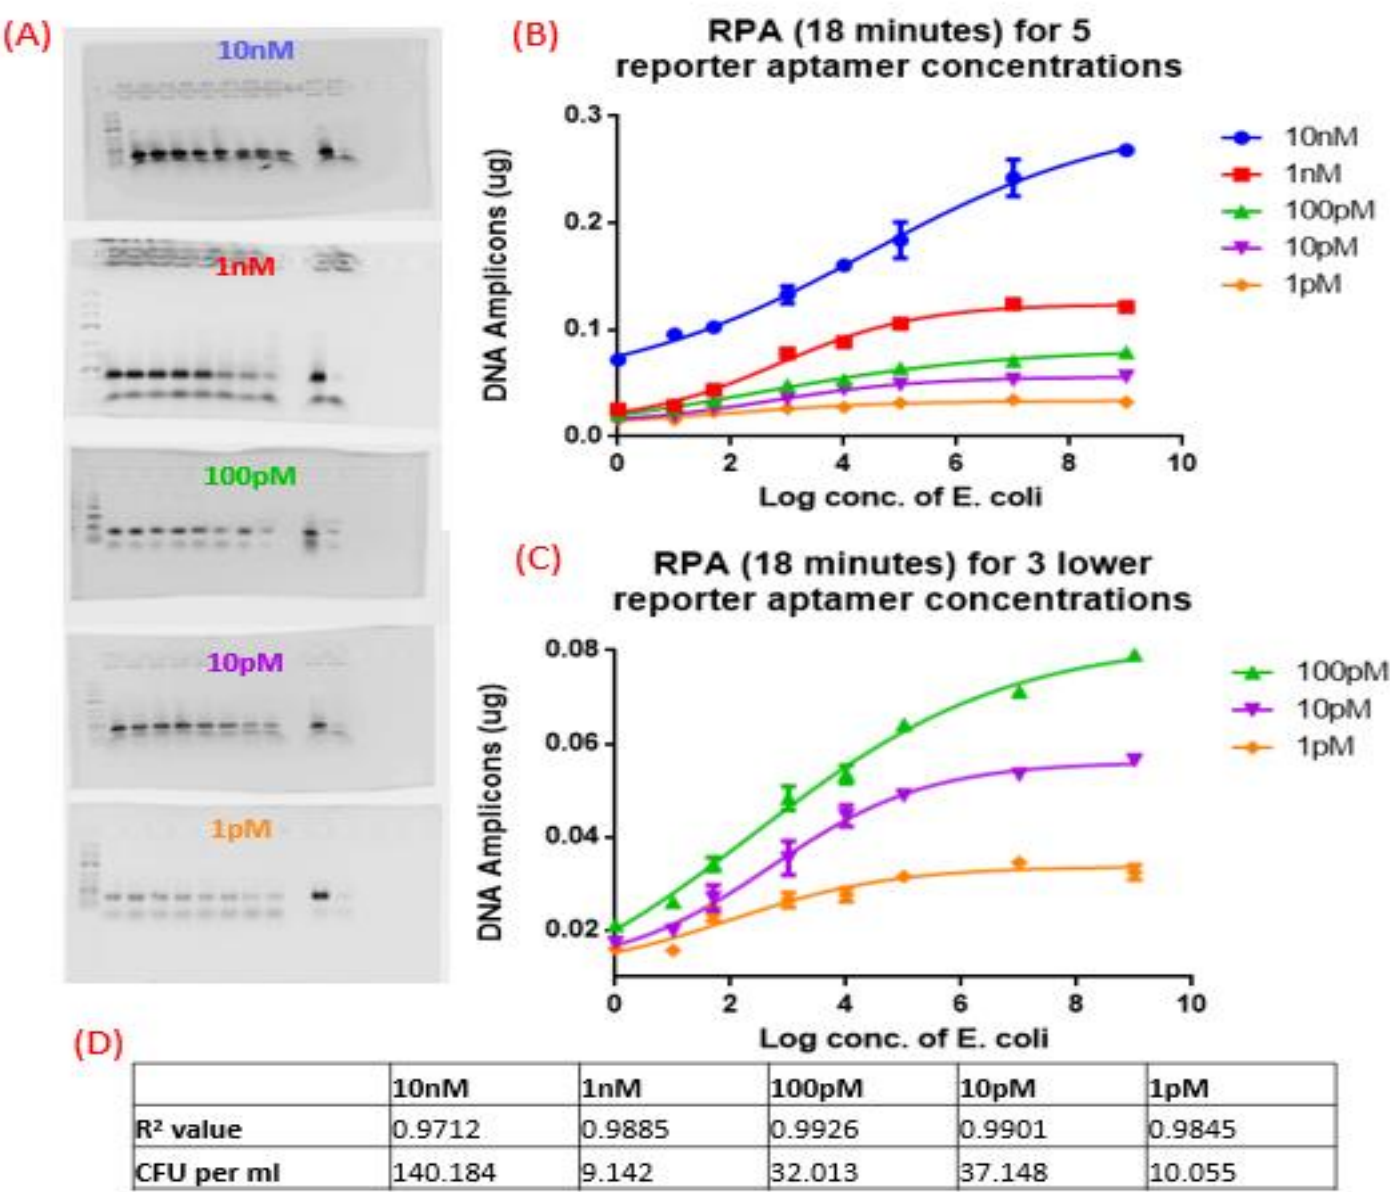 (A)
10nM
1nM
100pM
10pM
1pM
(B)
RPA (18 minutes) for 5
reporter aptamer concentrations
DNA Amplicons (ug)
0.3
0.2
0.1
0.0
0 2 4 6 8 10
Log conc. of E. coli
10nM
1nM
100pM
10pM
1pM
(C)
RPA (18 minutes) for 3 lower
reporter aptamer concentrations
DNA Amplicons (ug)
0.08
0.06
0.04
0.02
0 2 4 6 8 10
Log conc. of E. coli
100pM
10pM
1pM
(D)
10nM 1nM 100pM 10pM 1pM
R² value 0.9712 0.9885 0.9926 0.9901 0.9845
CFU per ml 140.184 9.142 32.013 37.148 10.055